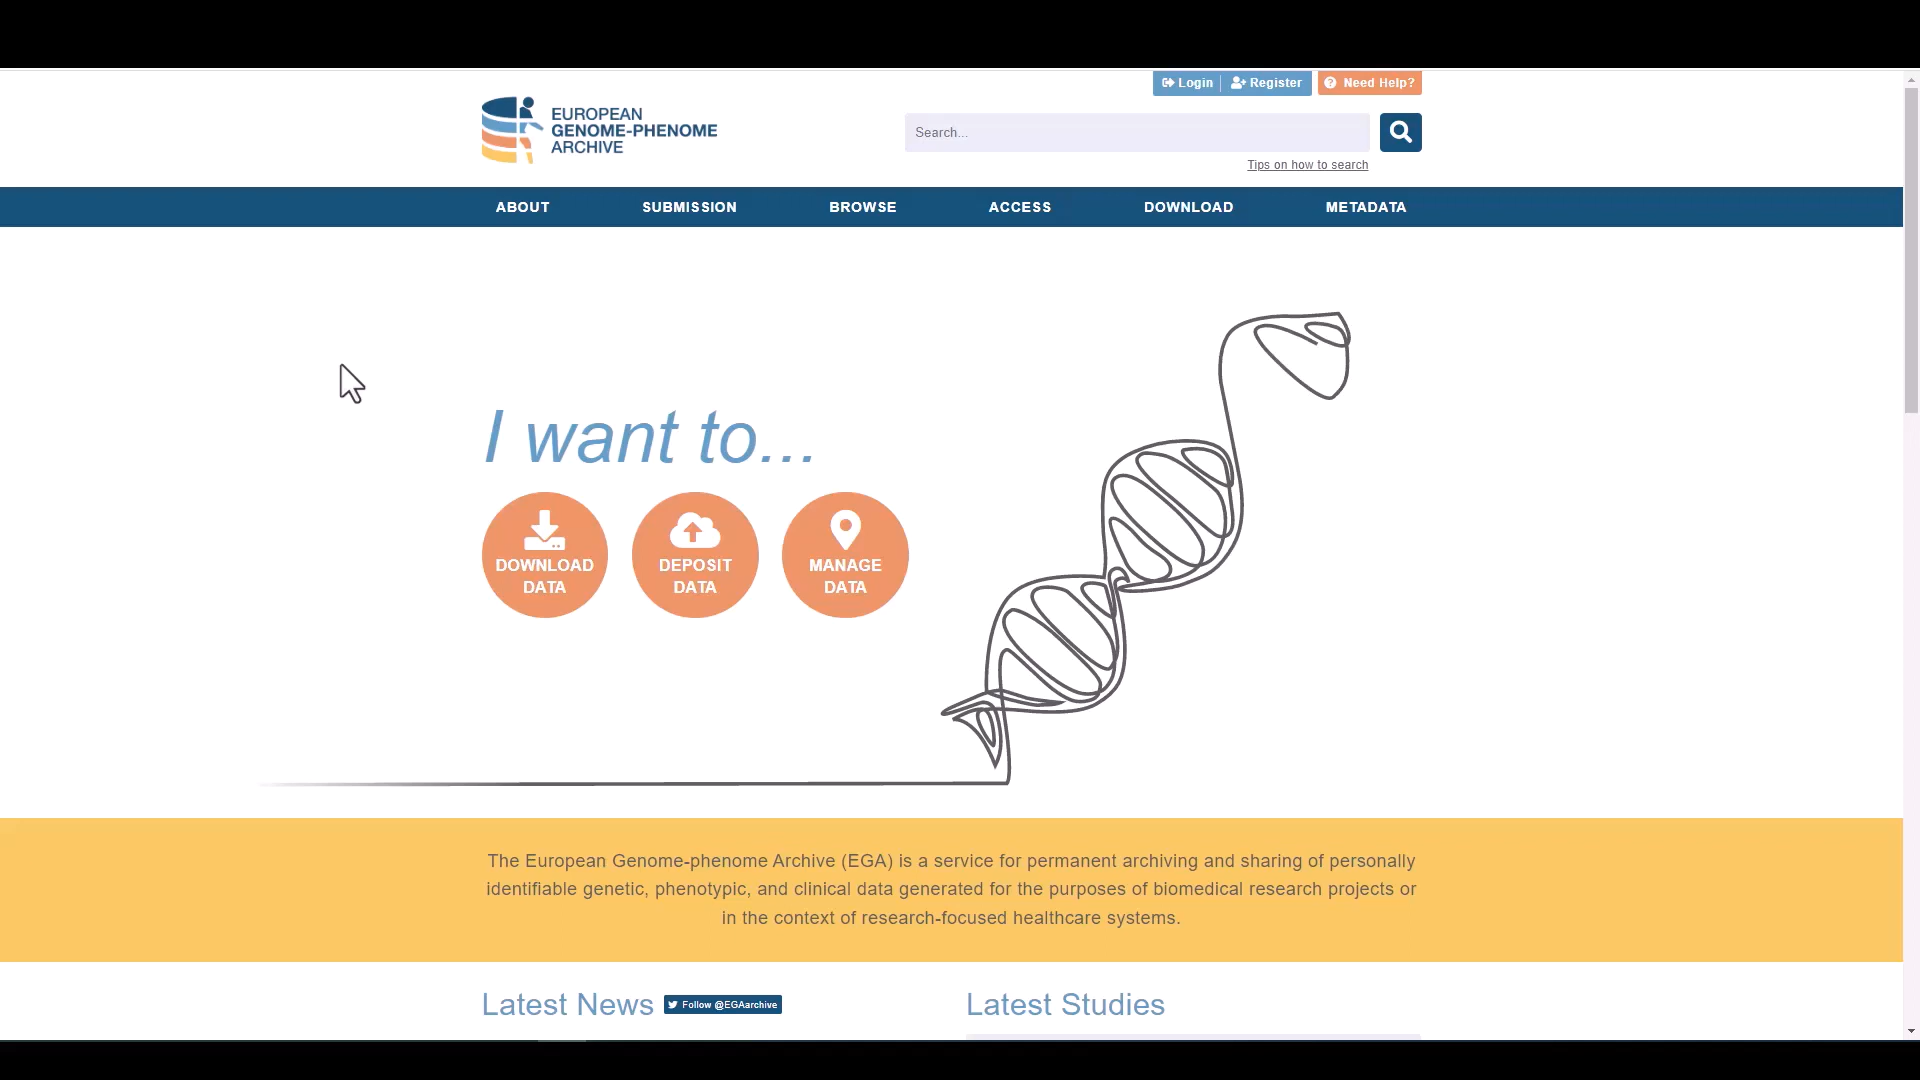 Login
Register
Need Help?
EUROPEAN
GENOME-PHENOME
ARCHIVE
Search...
Tips on how to search
ABOUT
SUBMISSION
BROWSE
ACCESS
DOWNLOAD
METADATA
I want to...
DOWNLOAD
DATA
DEPOSIT
DATA
MANAGE
DATA
The European Genome-phenome Archive (EGA) is a service for permanent archiving and sharing of personally
identifiable genetic, phenotypic, and clinical data generated for the purposes of biomedical research projects or
in the context of research-focused healthcare systems.
Latest News
Follow @EGAarchive
Latest Studies